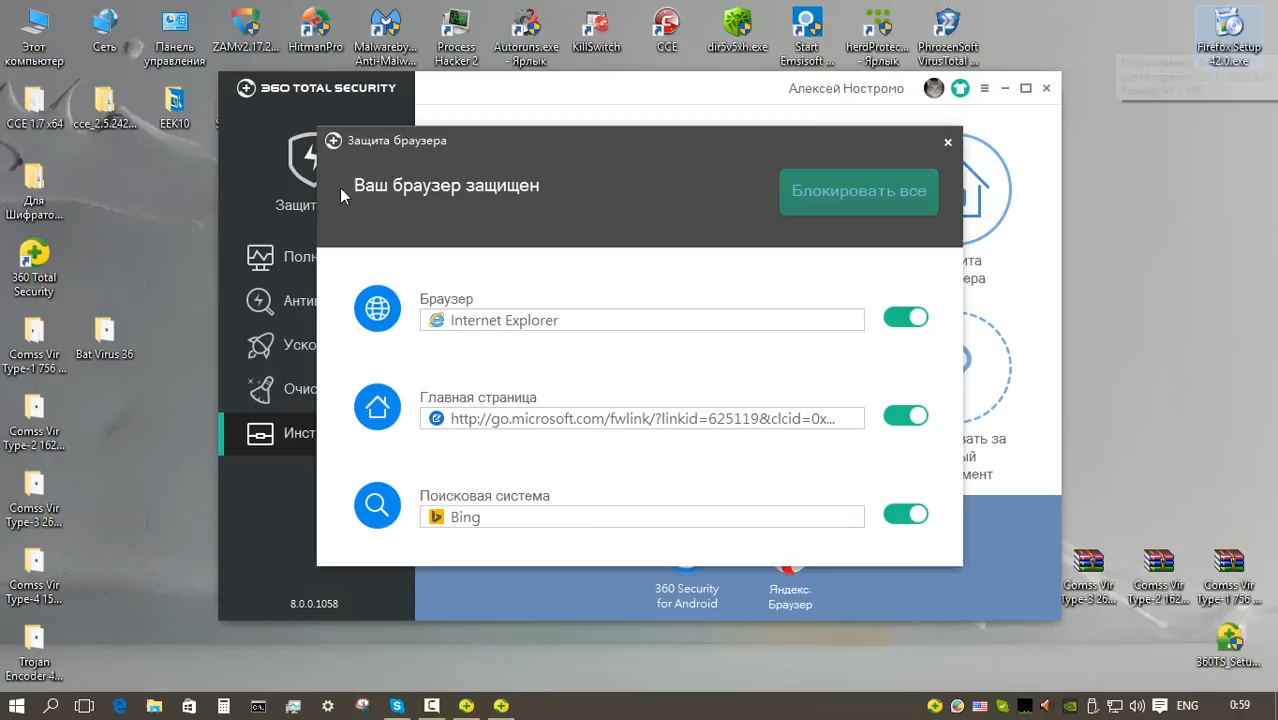 Этот
компьютер
Сеть
Панель
управления
ZAMv2.17.2...
HitmanPro
Malwareby...
Anti-Malw...
Process
Hacker 2
Autoruns.exe
- Ярлык
KillSwitch
CCE
dir5v5xh.exe
Start
Emsisoft ...
herdProtec...
- Ярлык
PhrozenSoft
VirusTotal ...
Firefox Setup
42.0.exe
CCE 1.7 x64
cce_2.5.242...
EEK10
Для
Шифрато...
360 Total
Security
Comss Vir
Type-1 756 ...
Bat Virus 36
Comss Vir
Type-2 162...
Comss Vir
Type-3 26...
Comss Vir
Type-4 15...
Trojan
Encoder 4...
360 TOTAL SECURITY
Алексей Ностромо
Защит
Полн
Анти
Уско
Очис
Инст
8.0.0.1058
Защита браузера
Ваш браузер защищен
Блокировать все
Браузер
Internet Explorer
Главная страница
http://go.microsoft.com/fwlink/?linkid=625119&clcid=0x...
Поисковая система
Bing
ита
ера
вать за
ый
мент
360 Security
for Android
Яндекс.
Браузер
Comss Vir
Type-3 26...
Comss Vir
Type-2 162...
Comss Vir
Type-1 756...
360TS_Setu...
0:59